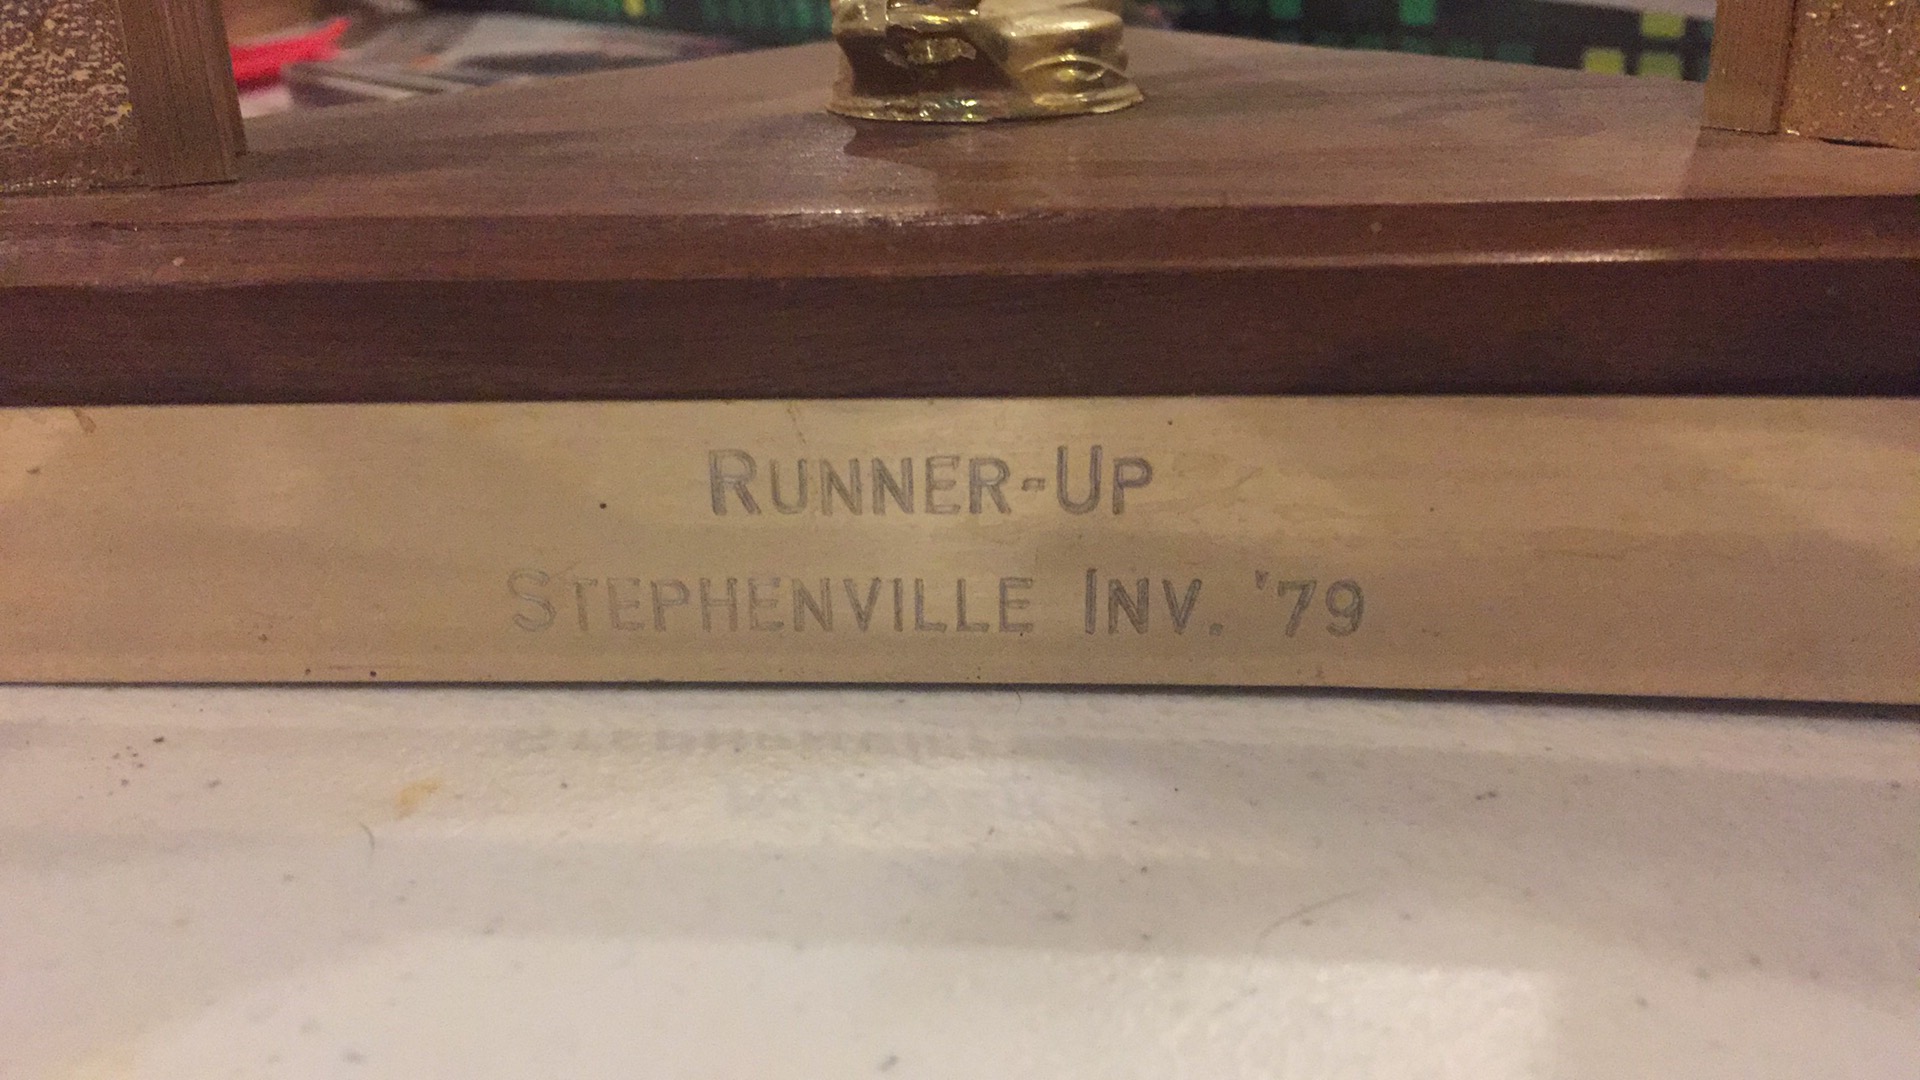 RUNNER-UP
STEPHENVILLE INV. '79